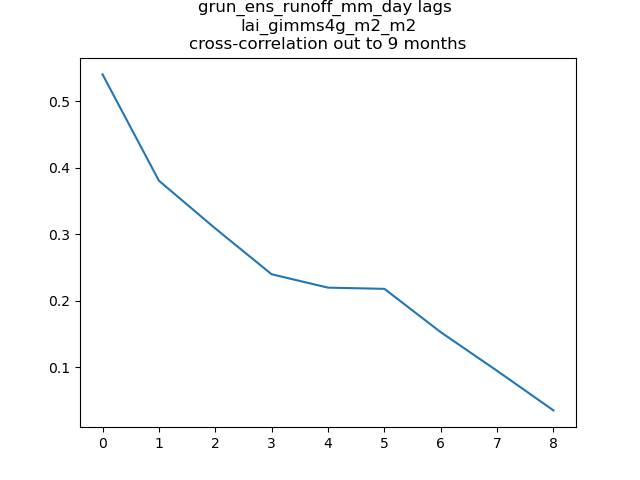 grun_ens_runoff_mm_day lags
lai_gimms4g_m2_m2
cross-correlation out to 9 months
0.5
0.4
0.3
0.2
0.1
0 1 2 3 4 5 6 7 8